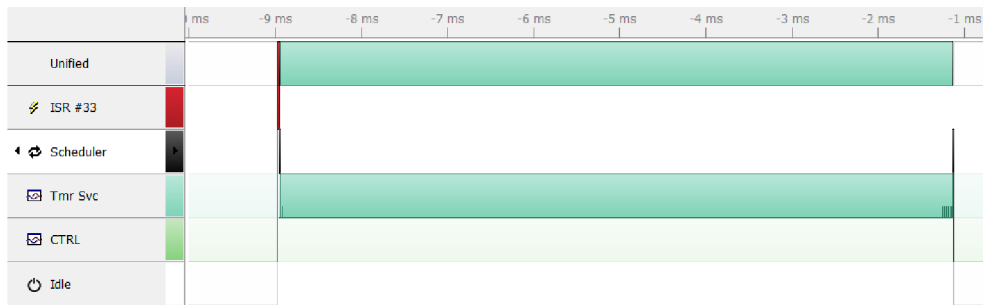 ms -9 ms -8 ms -7 ms -6 ms -5 ms -4 ms -3 ms -2 ms -1 ms
Unified
ISR #33
Scheduler
Tmr Svc
CTRL
Idle